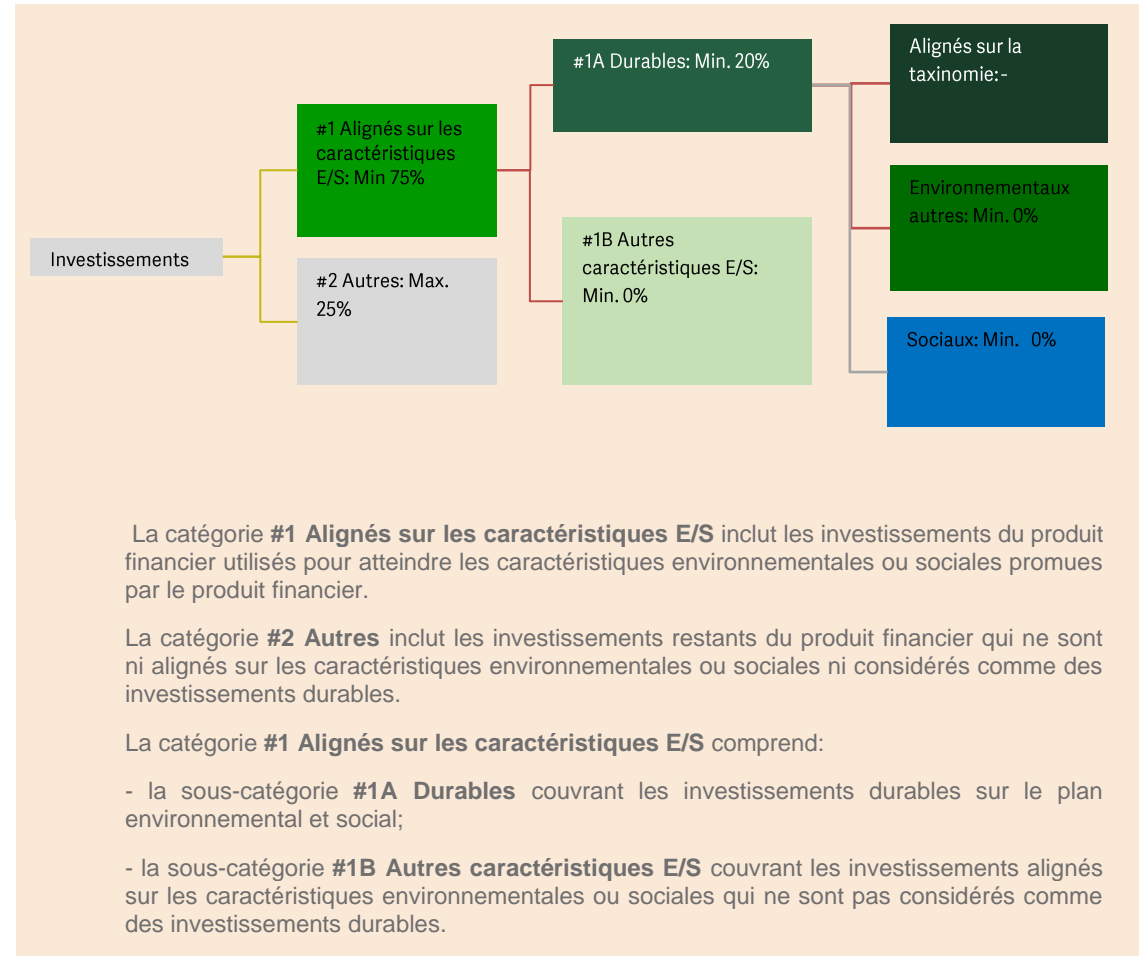 Investissements
#1 Alignés sur les
caractéristiques
E/S: Min 75%
#2 Autres: Max.
25%
#1A Durables: Min. 20%
#1B Autres
caractéristiques E/S:
Min. 0%
Alignés sur la
taxinomie:-
Environnementaux
autres: Min. 0%
Sociaux: Min. 0%
La catégorie #1 Alignés sur les caractéristiques E/S inclut les investissements du produit
financier utilisés pour atteindre les caractéristiques environnementales ou sociales promues
par le produit financier.
La catégorie #2 Autres inclut les investissements restants du produit financier qui ne sont
ni alignés sur les caractéristiques environnementales ou sociales ni considérés comme des
investissements durables.
La catégorie #1 Alignés sur les caractéristiques E/S comprend:
- la sous-catégorie #1A Durables couvrant les investissements durables sur le plan
environnemental et social;
- la sous-catégorie #1B Autres caractéristiques E/S couvrant les investissements alignés
sur les caractéristiques environnementales ou sociales qui ne sont pas considérés comme
des investissements durables.